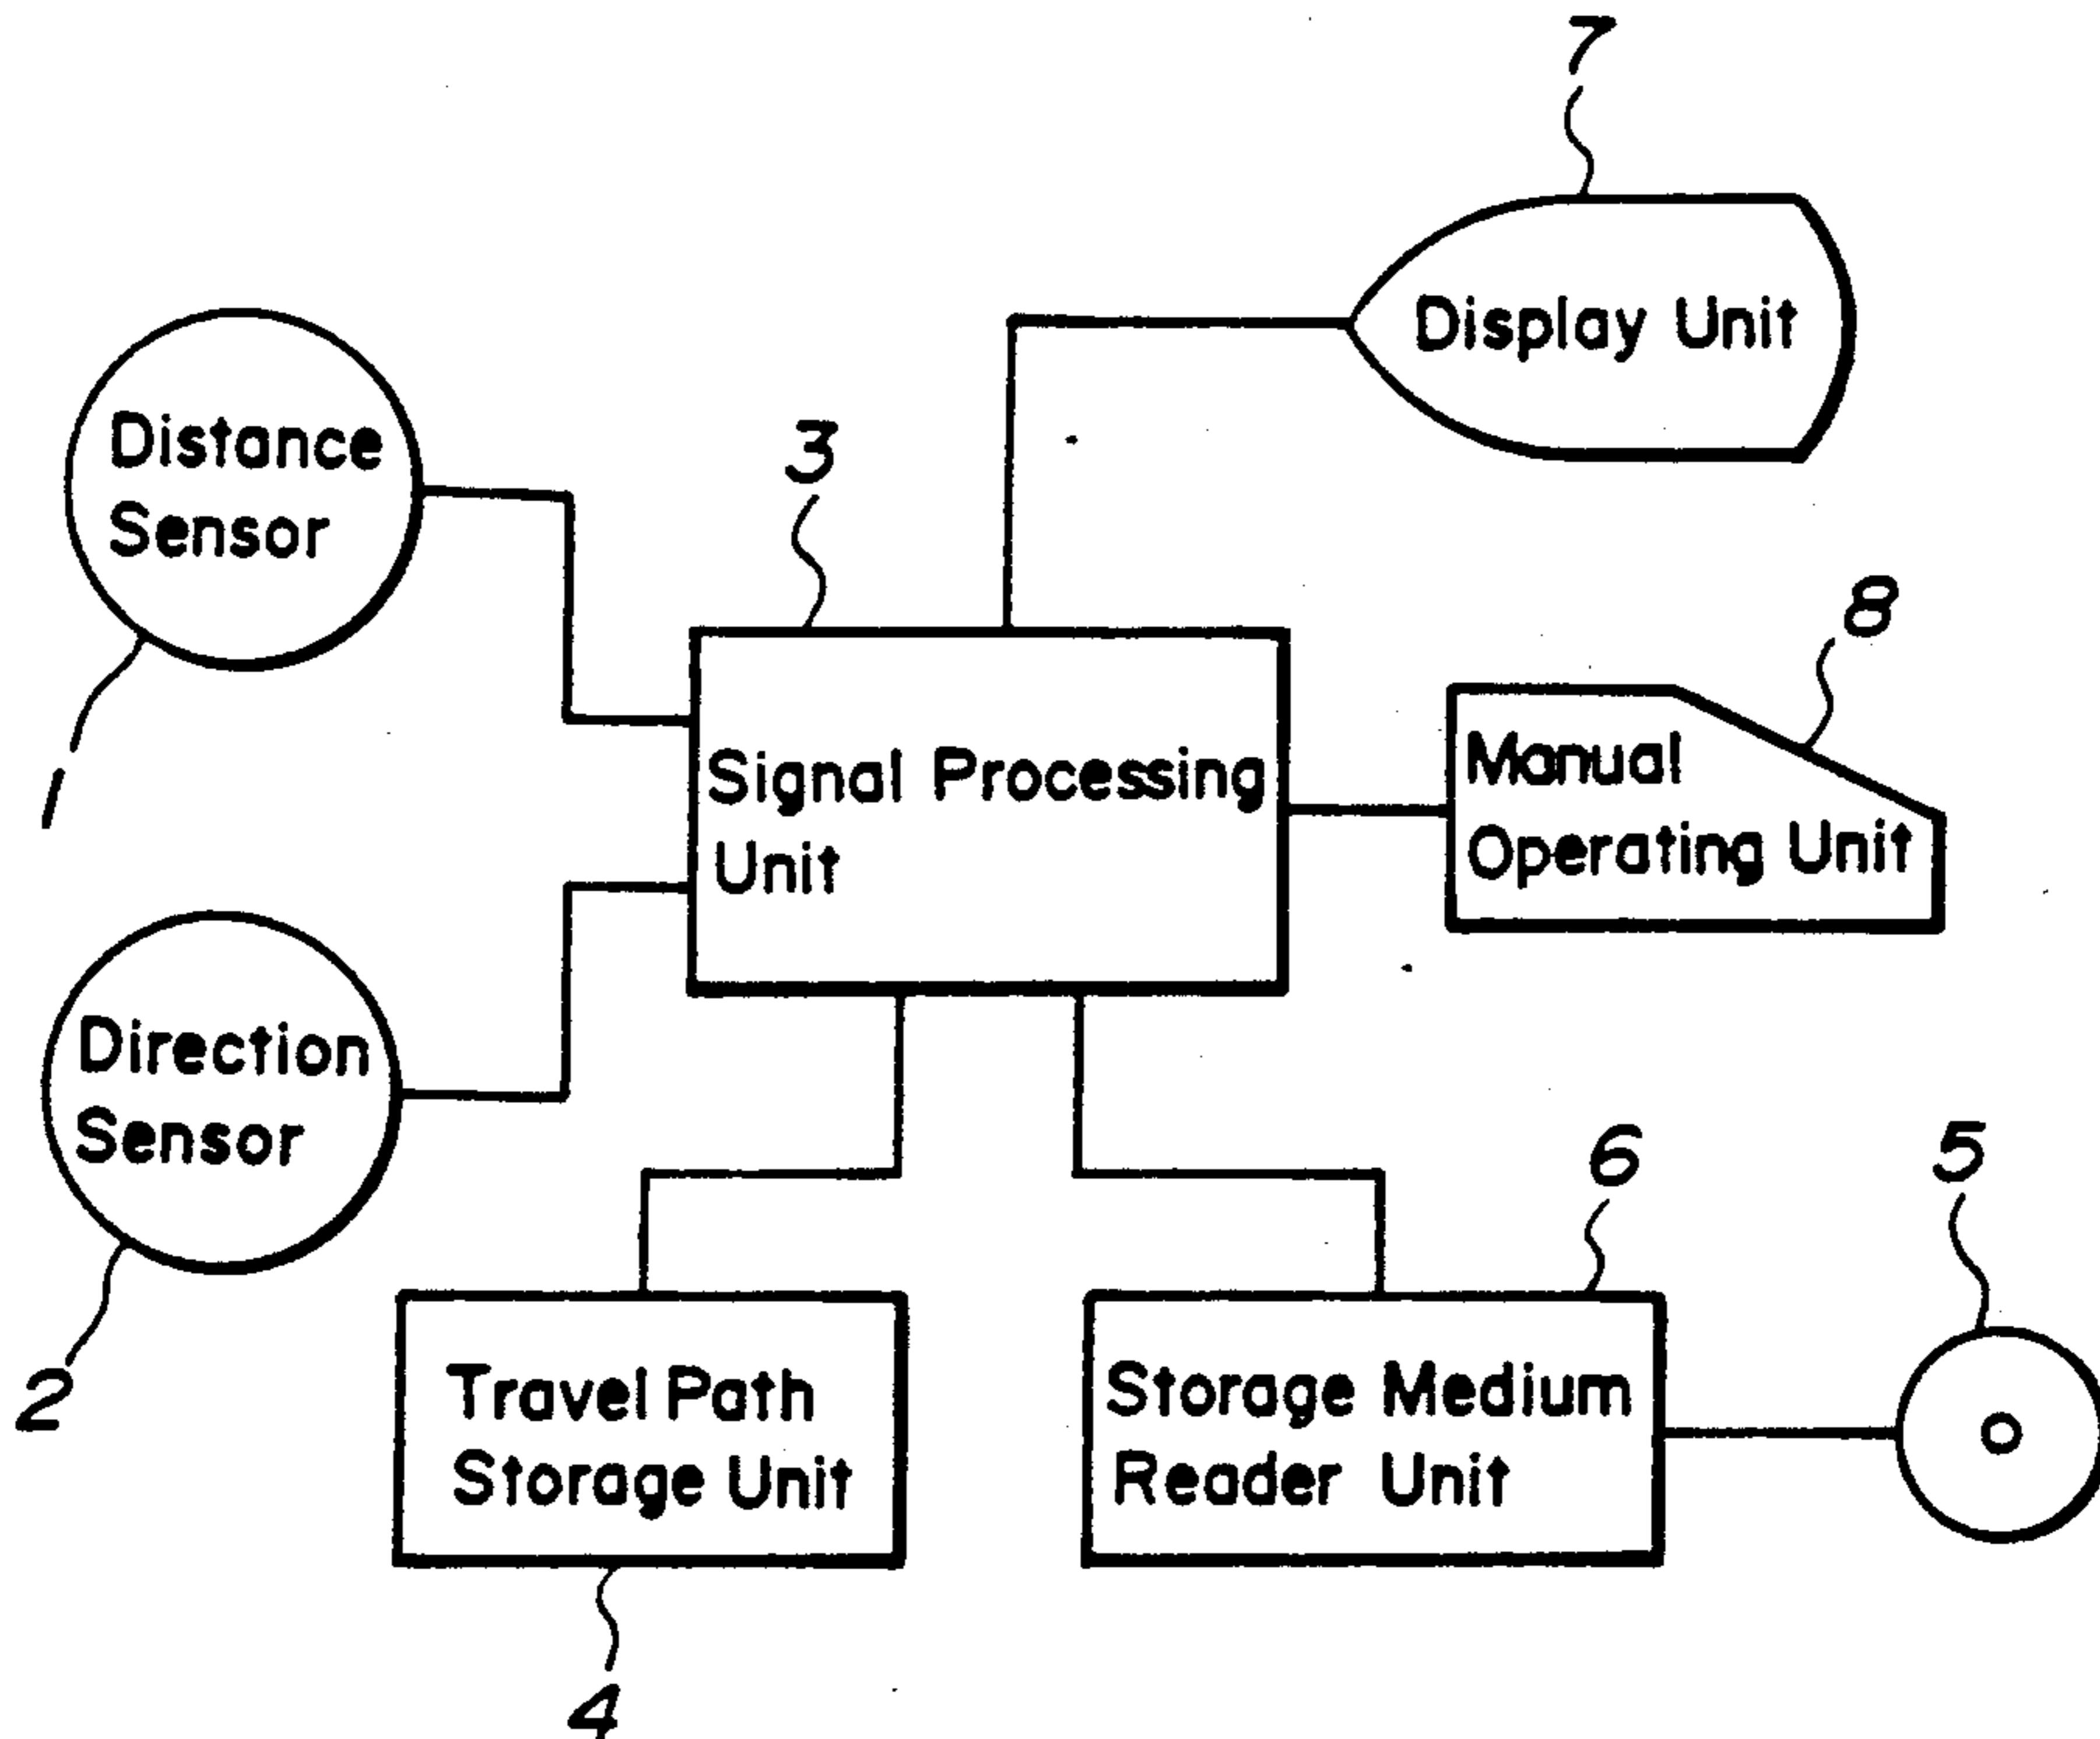 7
Display Unit
Distance
Sensor
1
3
Signal Processing
Unit
8
Manual
Operating Unit
Direction
Sensor
2
Travel Path
Storage Unit
4
6
Storage Medium
Reader Unit
5